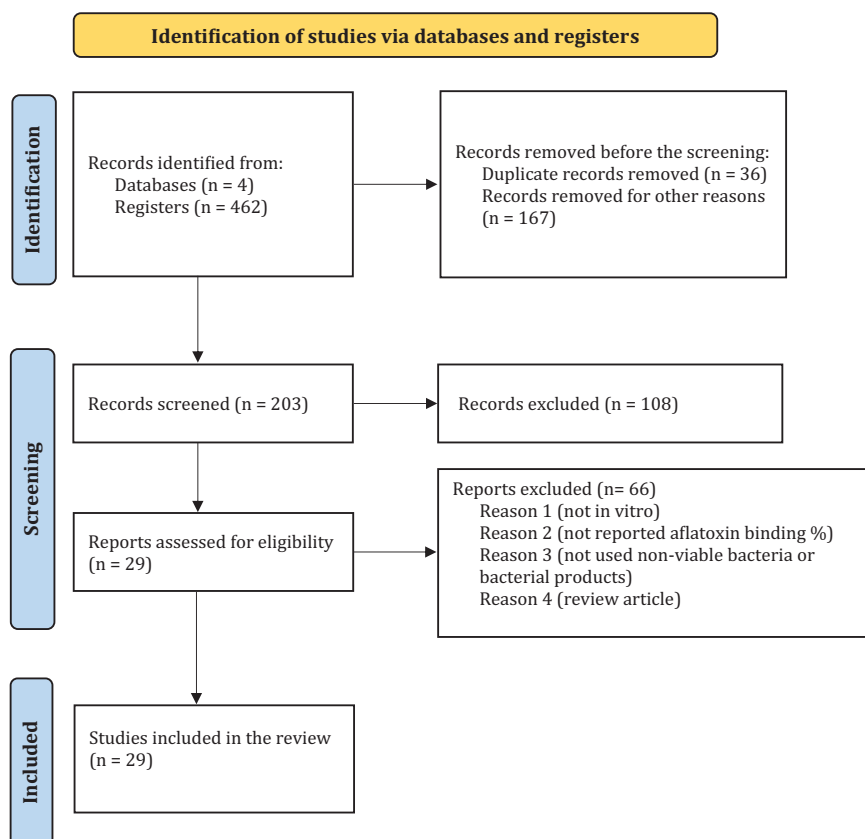 Identification of studies via databases and registers
Identification
Records identified from:
Databases (n = 4)
Registers (n = 462)
Records removed before the screening:
Duplicate records removed (n = 36)
Records removed for other reasons
(n = 167)
Screening
Records screened (n = 203)
Records excluded (n = 108)
Reports assessed for eligibility
(n = 29)
Reports excluded (n= 66)
Reason 1 (not in vitro)
Reason 2 (not reported aflatoxin binding %)
Reason 3 (not used non-viable bacteria or
bacterial products)
Reason 4 (review article)
Included
Studies included in the review
(n = 29)